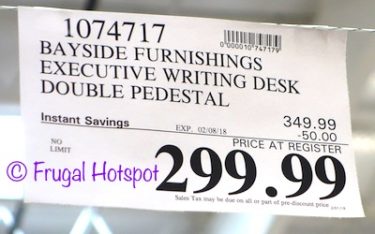 1074717
0000010747179
BAYSIDE FURNISHINGS
EXECUTIVE WRITING DESK
DOUBLE PEDESTAL
349.99
Instant Savings EXP. 02/08/18 -50.00
NO LIMIT
PRICE AT REGISTER
299.99
© Frugal Hotspot
Sales Tax may be due on all or part of pre-discount price